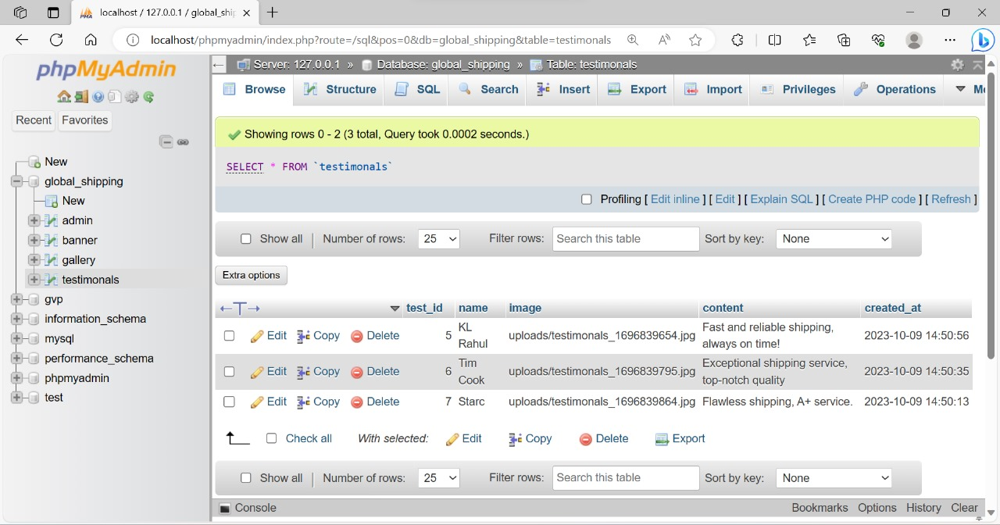 localhost / 127.0.0.1 / global_ship
localhost/phpmyadmin/index.php?route=/sql&pos=0&db=global_shipping&table=testimonals
phpMyAdmin
Recent Favorites
New
global_shipping
New
admin
banner
gallery
testimonals
gvp
information_schema
mysql
performance_schema
phpmyadmin
test
Server: 127.0.0.1 » Database: global_shipping » Table: testimonals
Browse Structure SQL Search Insert Export Import Privileges Operations
Showing rows 0 - 2 (3 total, Query took 0.0002 seconds.)
SELECT * FROM `testimonals`
Profiling [ Edit inline ] [ Edit ] [ Explain SQL ] [ Create PHP code ] [ Refresh ]
Show all | Number of rows: 25 Filter rows: Search this table Sort by key: None
Extra options
←T→ test_id name image content created_at
Edit Copy Delete 5 KL Rahul uploads/testimonals_1696839654.jpg Fast and reliable shipping, always on time! 2023-10-09 14:50:56
Edit Copy Delete 6 Tim Cook uploads/testimonals_1696839795.jpg Exceptional shipping service, top-notch quality 2023-10-09 14:50:35
Edit Copy Delete 7 Starc uploads/testimonals_1696839864.jpg Flawless shipping, A+ service. 2023-10-09 14:50:13
Check all With selected: Edit Copy Delete Export
Show all | Number of rows: 25 Filter rows: Search this table Sort by key: None
Console Bookmarks Options History Clear